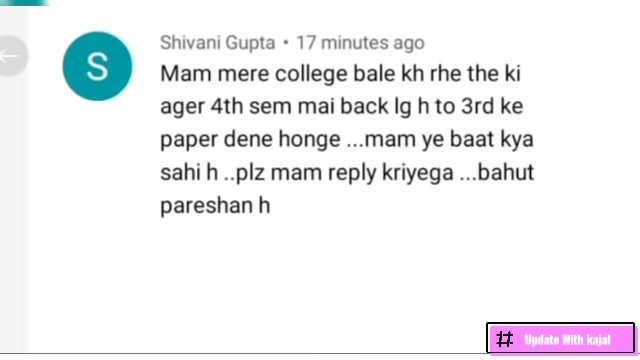 S
Shivani Gupta • 17 minutes ago
Mam mere college bale kh rhe the ki
ager 4th sem mai back lg h to 3rd ke
paper dene honge ...mam ye baat kya
sahi h ..plz mam reply kriyega ...bahut
pareshan h
# Update With kajal